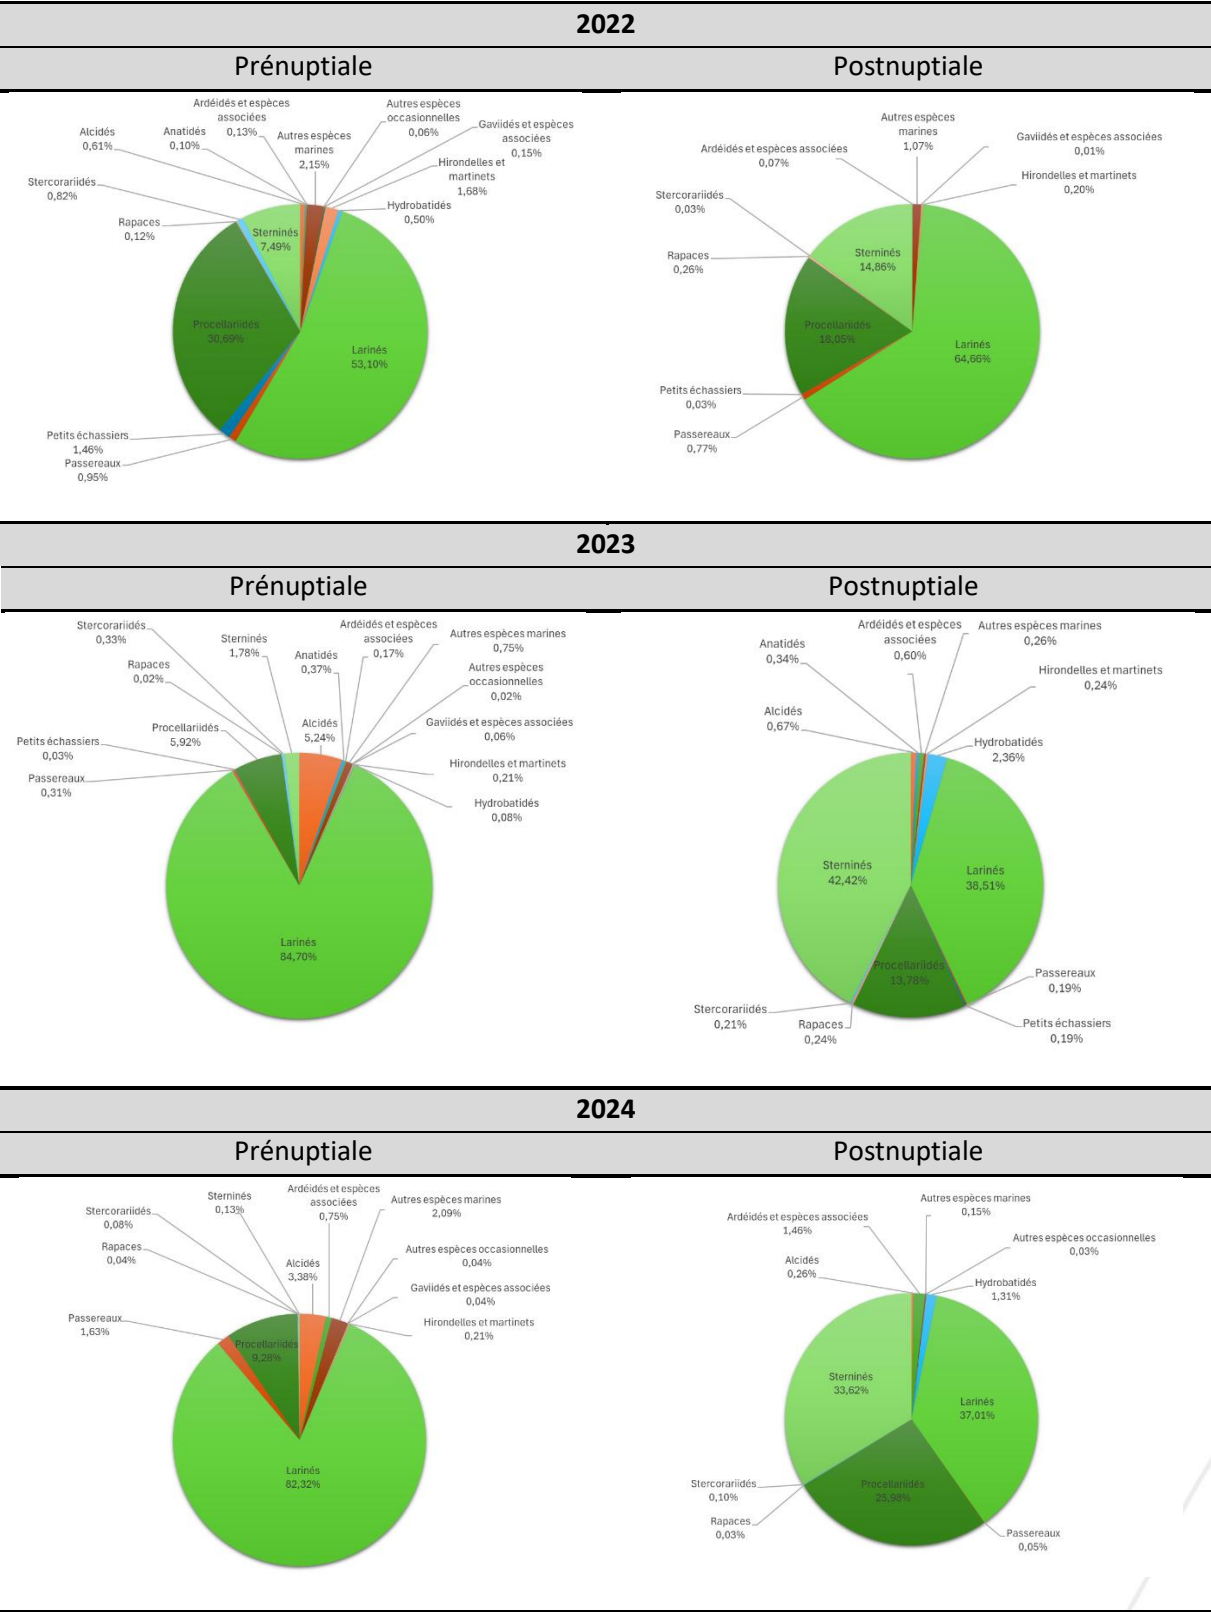 2022
Prénuptiale
Postnuptiale
Ardéidés et espèces
associées
0,13%
Autres espèces
occasionnelles
0,06%
Alcidés
0,61%
Anatidés
0,10%
Autres espèces
marines
2,15%
Gaviidés et espèces
associées
0,15%
Hirondelles et
martinets
1,68%
Stercorariidés
0,82%
Hydrobatidés
0,50%
Rapaces
0,12%
Sterninés
7,49%
Procellariidés
30,69%
Larinés
53,10%
Petits échassiers
1,46%
Passereaux
0,95%
Autres espèces
marines
1,07%
Ardéidés et espèces associées
0,07%
Gaviidés et espèces associées
0,01%
Hirondelles et martinets
0,20%
Stercorariidés
0,03%
Rapaces
0,26%
Sterninés
14,86%
Procellariidés
18,05%
Larinés
64,66%
Petits échassiers
0,03%
Passereaux
0,77%
2023
Prénuptiale
Postnuptiale
Stercorariidés
0,33%
Sterninés
1,78%
Ardéidés et espèces
associées
0,17%
Autres espèces marines
0,75%
Rapaces
0,02%
Anatidés
0,37%
Autres espèces
occasionnelles
0,02%
Procellariidés
5,92%
Alcidés
5,24%
Gaviidés et espèces associées
0,06%
Petits échassiers
0,03%
Hirondelles et martinets
0,21%
Passereaux
0,31%
Hydrobatidés
0,08%
Larinés
84,70%
Ardéidés et espèces
associées
0,60%
Autres espèces marines
0,26%
Anatidés
0,34%
Hirondelles et martinets
0,24%
Alcidés
0,67%
Hydrobatidés
2,36%
Sterninés
42,42%
Larinés
38,51%
Procellariidés
13,78%
Passereaux
0,19%
Stercorariidés
0,21%
Rapaces
0,24%
Petits échassiers
0,19%
2024
Prénuptiale
Postnuptiale
Sterninés
0,13%
Ardéidés et espèces
associées
0,75%
Autres espèces marines
2,09%
Stercorariidés
0,08%
Rapaces
0,04%
Alcidés
3,38%
Autres espèces occasionnelles
0,04%
Gaviidés et espèces associées
0,04%
Passereaux
1,63%
Hirondelles et martinets
0,21%
Procellariidés
9,28%
Larinés
82,32%
Autres espèces marines
0,15%
Ardéidés et espèces associées
1,46%
Autres espèces occasionnelles
0,03%
Alcidés
0,26%
Hydrobatidés
1,31%
Sterninés
33,62%
Larinés
37,01%
Procellariidés
25,98%
Stercorariidés
0,10%
Rapaces
0,03%
Passereaux
0,05%